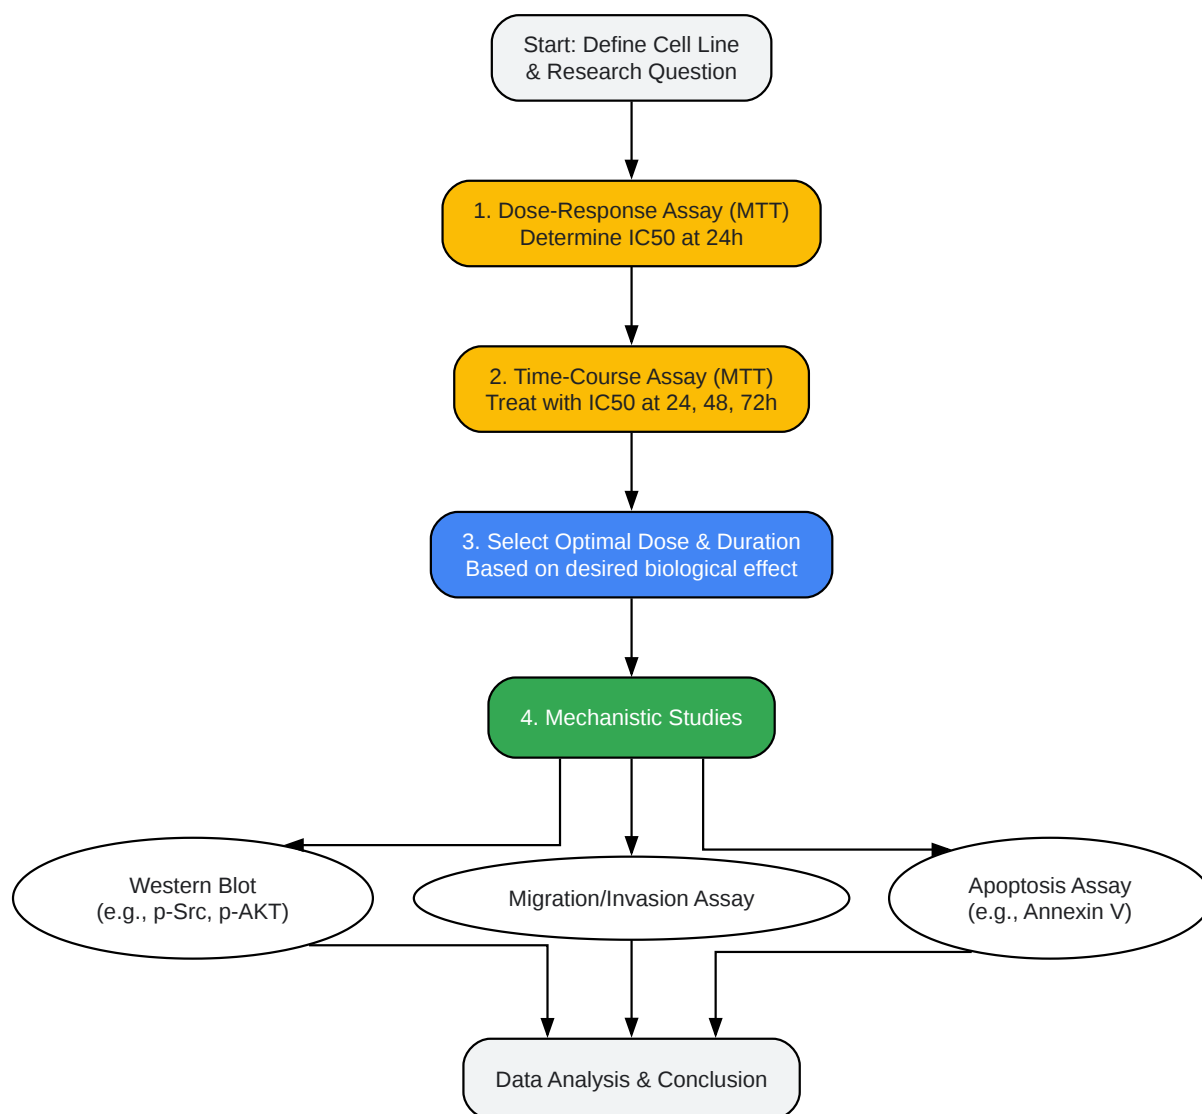 Start: Define Cell Line
& Research Question
1. Dose-Response Assay (MTT)
Determine IC50 at 24h
2. Time-Course Assay (MTT)
Treat with IC50 at 24, 48, 72h
3. Select Optimal Dose & Duration
Based on desired biological effect
4. Mechanistic Studies
Western Blot
(e.g., p-Src, p-AKT)
Migration/Invasion Assay
Apoptosis Assay
(e.g., Annexin V)
Data Analysis & Conclusion